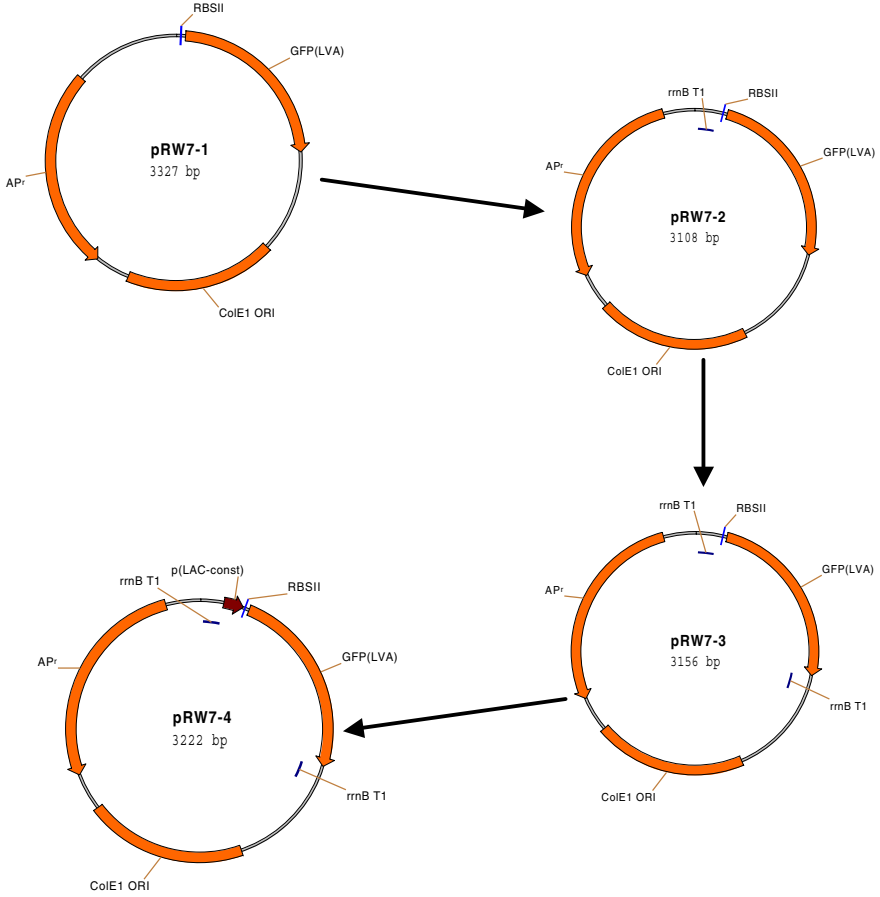 RBSII
GFP(LVA)
pRW7-1
3327 bp
APr
ColE1 ORI
rrnB T1
RBSII
GFP(LVA)
APr
pRW7-2
3108 bp
ColE1 ORI
rrnB T1
RBSII
GFP(LVA)
APr
pRW7-3
3156 bp
rrnB T1
ColE1 ORI
p(LAC-const)
rrnB T1
RBSII
GFP(LVA)
APr
pRW7-4
3222 bp
rrnB T1
ColE1 ORI